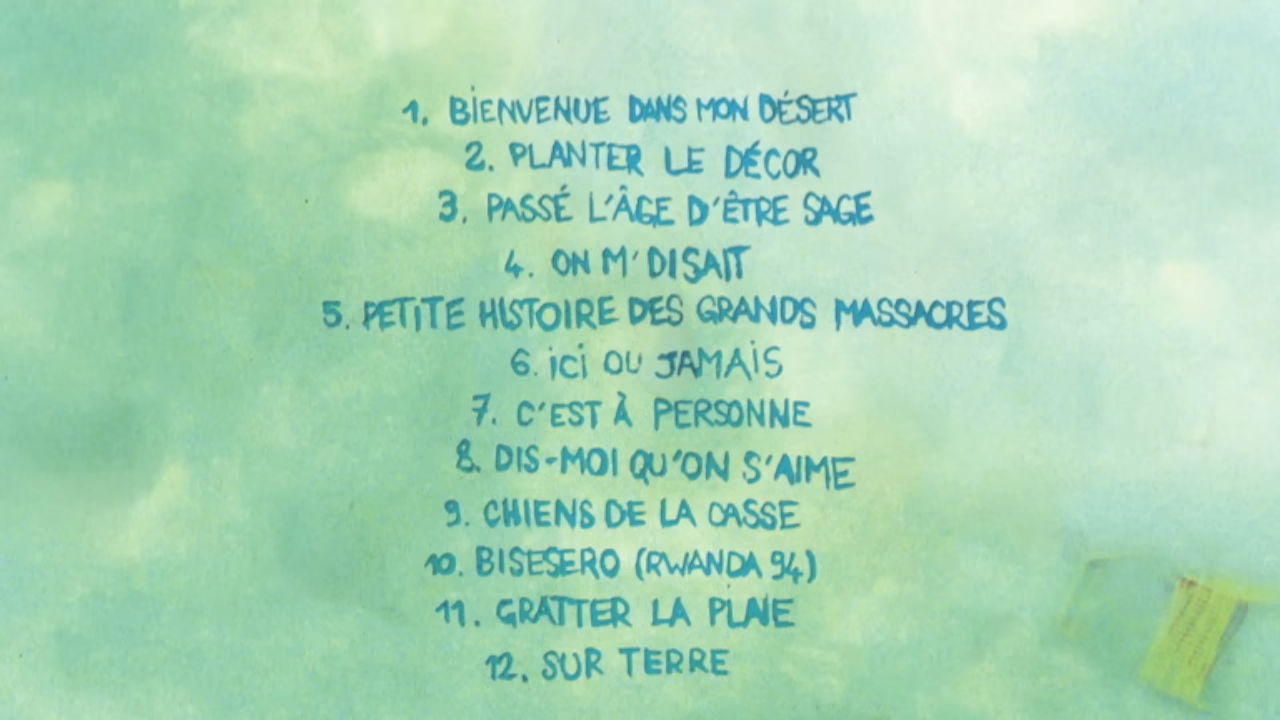 1. BIENVENUE DANS MON DÉSERT
2. PLANTER LE DÉCOR
3. PASSÉ L'ÂGE D'ÊTRE SAGE
4. ON M'DISAIT
5. PETITE HISTOIRE DES GRANDS MASSACRES
6. ICI OU JAMAIS
7. C'EST À PERSONNE
8. DIS-MOI QU'ON S'AIME
9. CHIENS DE LA CASSE
10. BISESERO (RWANDA 94)
11. GRATTER LA PLAIE
12. SUR TERRE